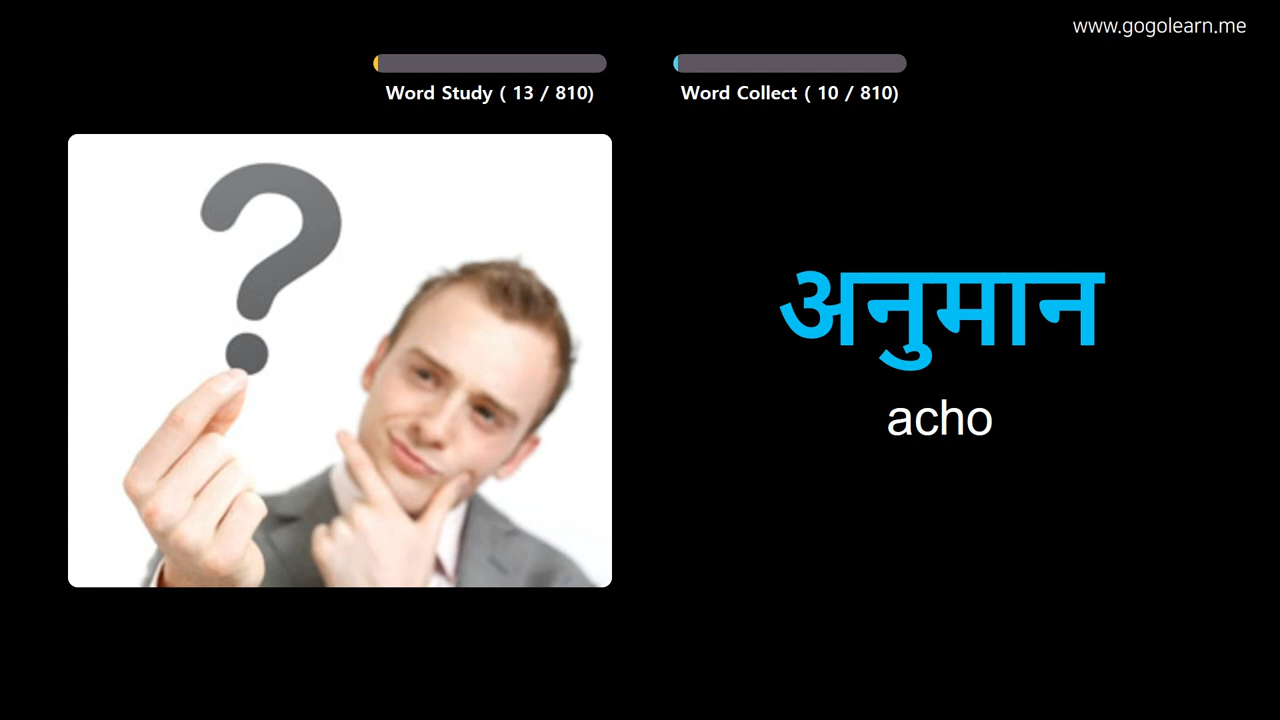 www.gogolearn.me
Word Study ( 13 / 810)
Word Collect ( 10 / 810)
?
अनुमान
acho